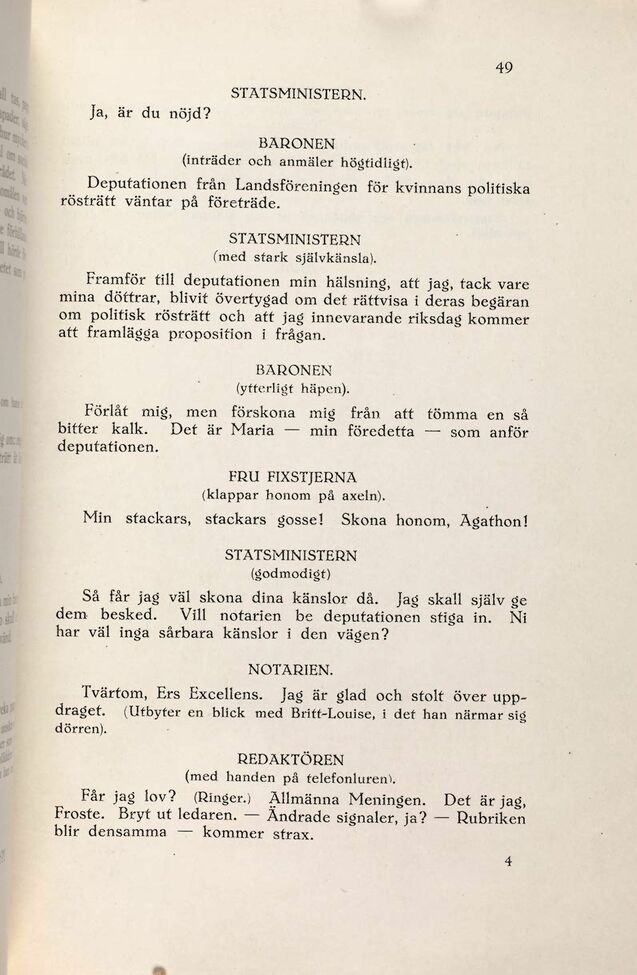 49
STATSMINISTERN.
Ja, är du nöjd?
BARONEN
(inträder och anmäler högtidligt).
Deputationen från Landsföreningen för kvinnans politiska
rösträtt väntar på företräde.
STATSMINISTERN
(med stark självkänsla).
Framför till deputationen min hälsning, att jag, tack vare
mina döttrar, blivit övertygad om det rättvisa i deras begäran
om politisk rösträtt och att jag innevarande riksdag kommer
att framlägga proposition i frågan.
BARONEN
(ytterligt häpen).
Förlåt mig, men förskona mig från att tömma en så
bitter kalk. Det är Maria — min företetta — som anför
deputationen.
FRU FIXSTJERNA
(klappar honom på axeln).
Min stackars, stackars gosse! Skona honom, Agathon!
STATSMINISTERN
(godmodigt)
Så får jag väl skona dina känslor då. Jag skall själv ge
dem besked. Vill notarien be deputationen stiga in. Ni
har väl inga sårbara känslor i den vägen?
NOTARIEN.
Tvärtom, Ers Excellens. Jag är glad och stolt över upp-
draget. (Utbyter en blick med Britt-Louise, i det han närmar sig
dörren).
REDAKTÖREN
(med handen på telefonluren).
Får jag lov? (Ringer.) Allmänna Meningen. Det är jag,
Froste. Bryt ut ledaren. — Ändrade signaler, ja? — Rubriken
blir densamma — kommer strax.
4